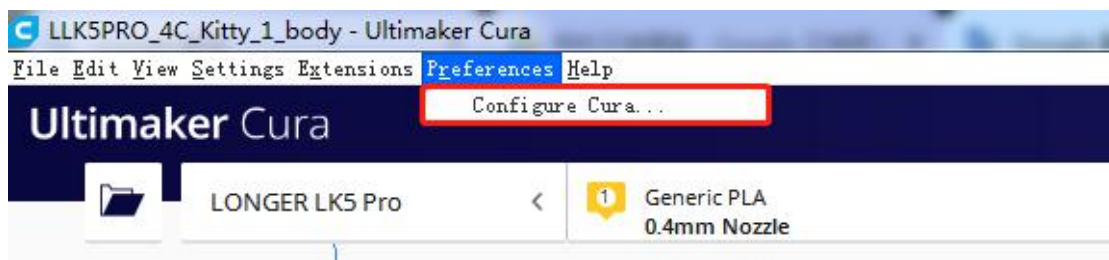 LLK5PRO_4C_Kitty_1_body - Ultimaker Cura
File Edit View Settings Extensions Preferences Help
Configure Cura...
Ultimaker Cura
LONGER LK5 Pro
1
Generic PLA
0.4mm Nozzle